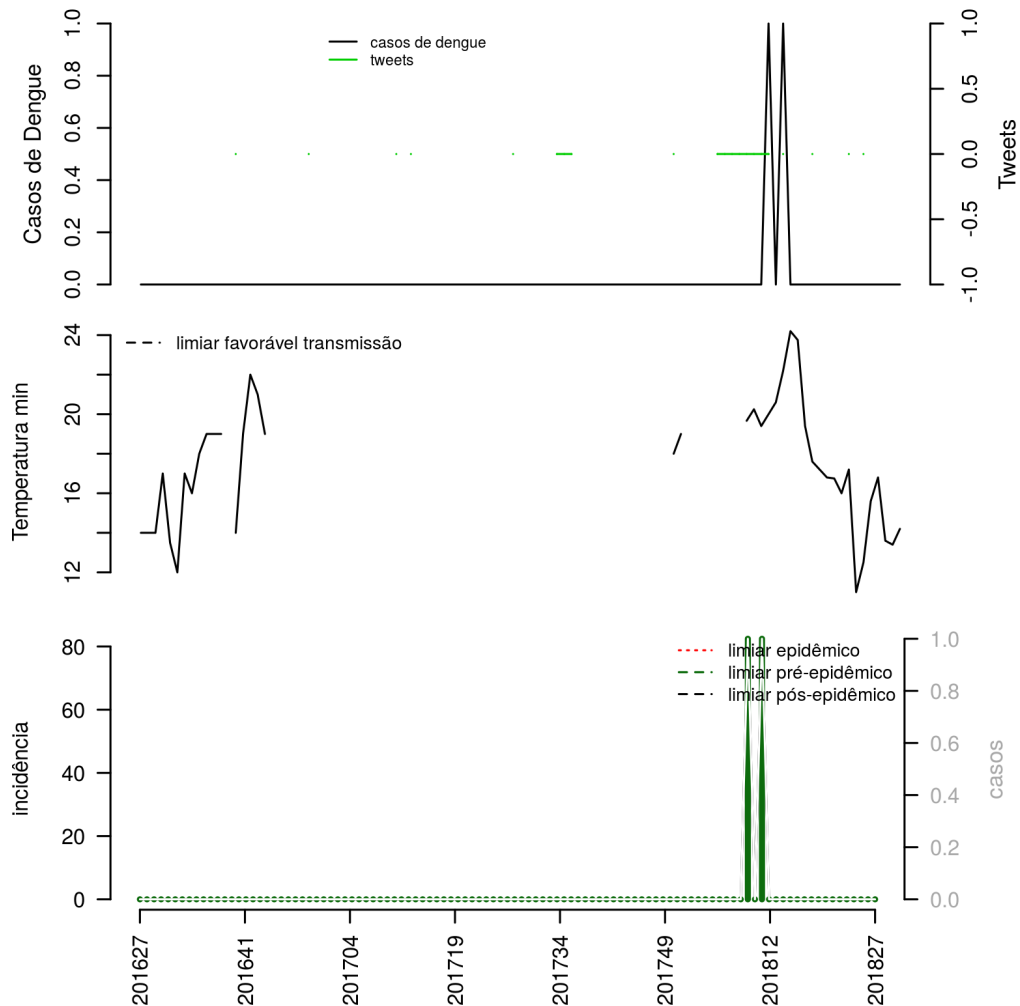 casos de dengue
tweets
Casos de Dengue
0.0 0.2 0.4 0.6 0.8 1.0
Tweets
-1.0 -0.5 0.0 0.5 1.0
limiar favorável transmissão
Temperatura min
12 16 20 24
limiar epidêmico
limiar pré-epidêmico
limiar pós-epidêmico
incidência
80
60
40
20
0
casos
1.0
0.8
0.6
0.4
0.2
0.0
201627 201641 201704 201719 201734 201749 201812 201827